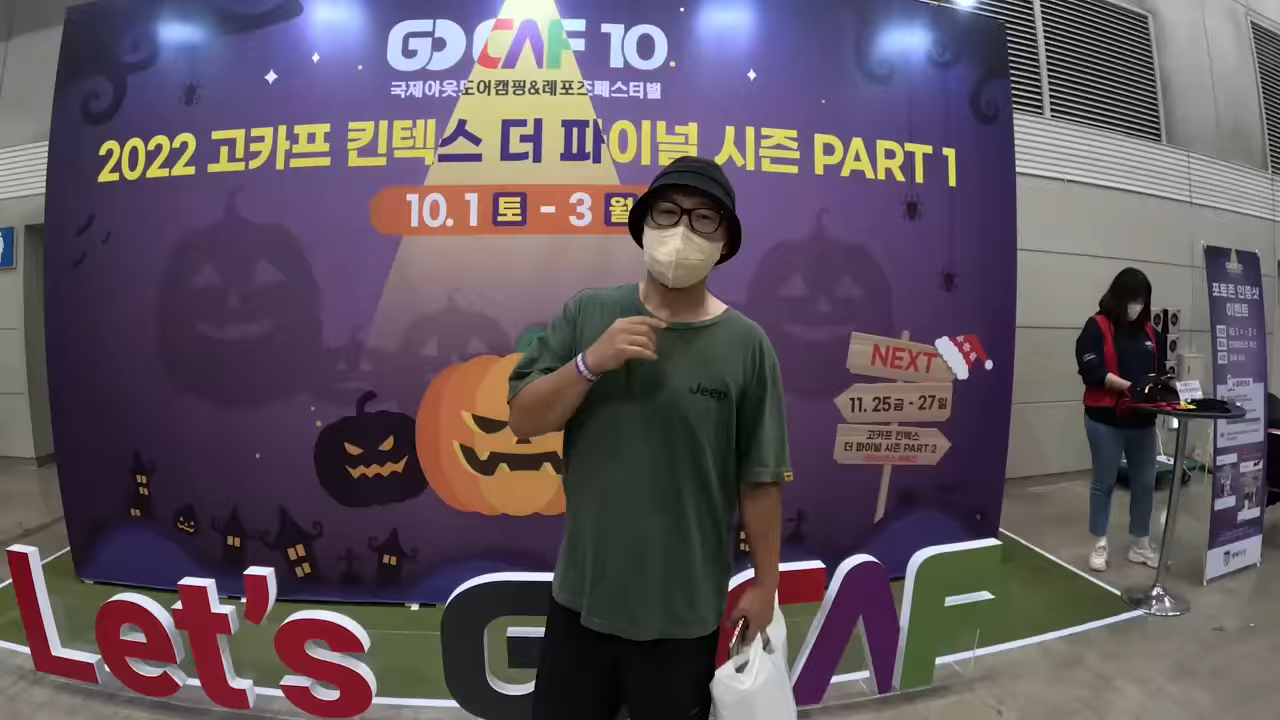 GO CAF 10
국제아웃도어캠핑&레포츠페스티벌
2022 고카프 킨텍스 더 파이널 시즌 PART 1
10. 1 토 - 3 월
NEXT
11. 25 금 - 27 일
고카프 킨텍스
더 파이널 시즌 PART 2
Jeep
Let's G CAF
포토존 인증샷
이벤트